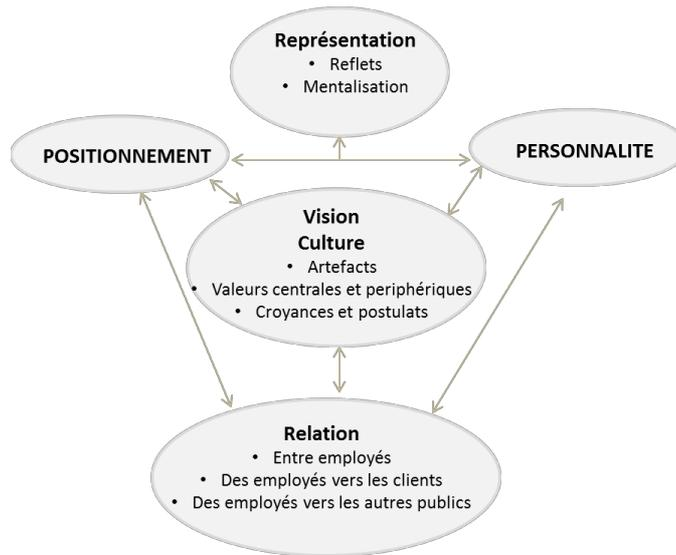 Représentation
• Reflets
• Mentalisation
POSITIONNEMENT
PERSONNALITE
Vision
Culture
• Artefacts
• Valeurs centrales et periphériques
• Croyances et postulats
Relation
• Entre employés
• Des employés vers les clients
• Des employés vers les autres publics